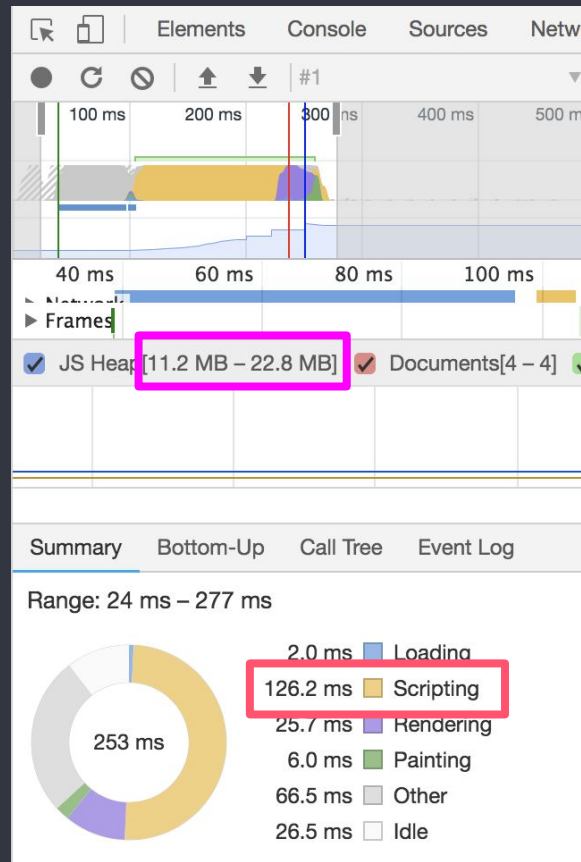 Elements Console Sources Netw
#1
100 ms 200 ms 300 ms 400 ms 500 m
40 ms 60 ms 80 ms 100 ms
Network
Frames
JS Heap[11.2 MB – 22.8 MB] Documents[4 – 4]
Summary Bottom-Up Call Tree Event Log
Range: 24 ms – 277 ms
2.0 ms Loading
126.2 ms Scripting
25.7 ms Rendering
253 ms
6.0 ms Painting
66.5 ms Other
26.5 ms Idle